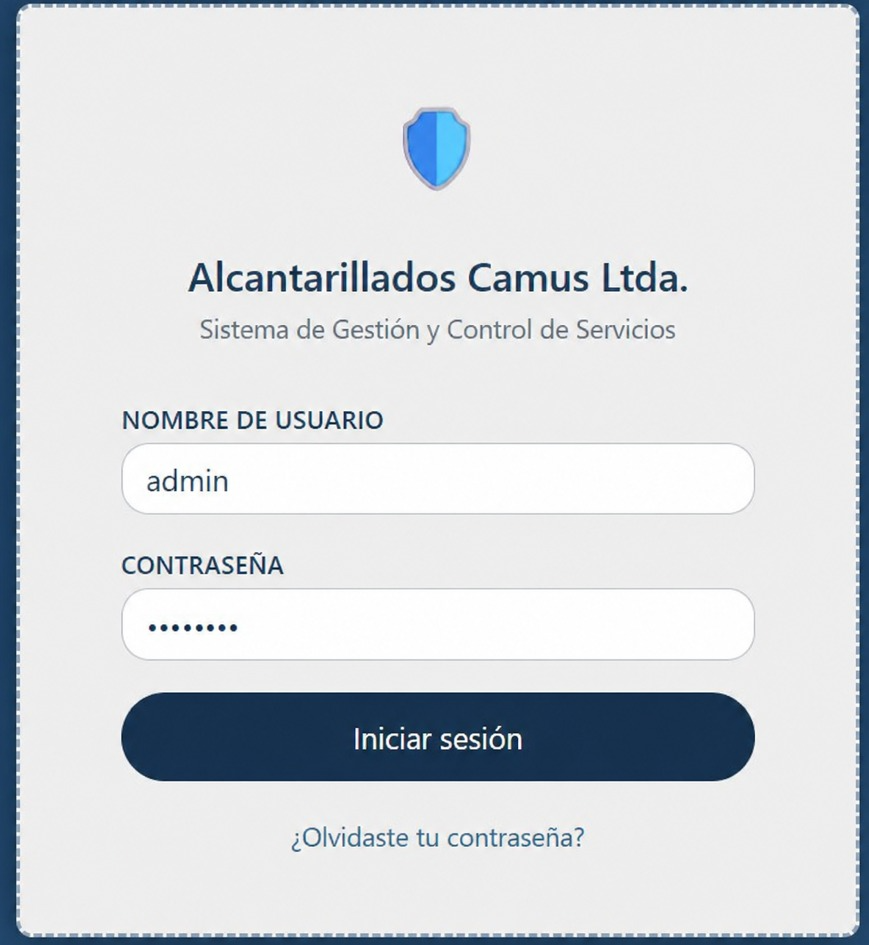 Alcantarillados Camus Ltda.
Sistema de Gestión y Control de Servicios
NOMBRE DE USUARIO
admin
CONTRASEÑA
••••••••
Iniciar sesión
¿Olvidaste tu contraseña?